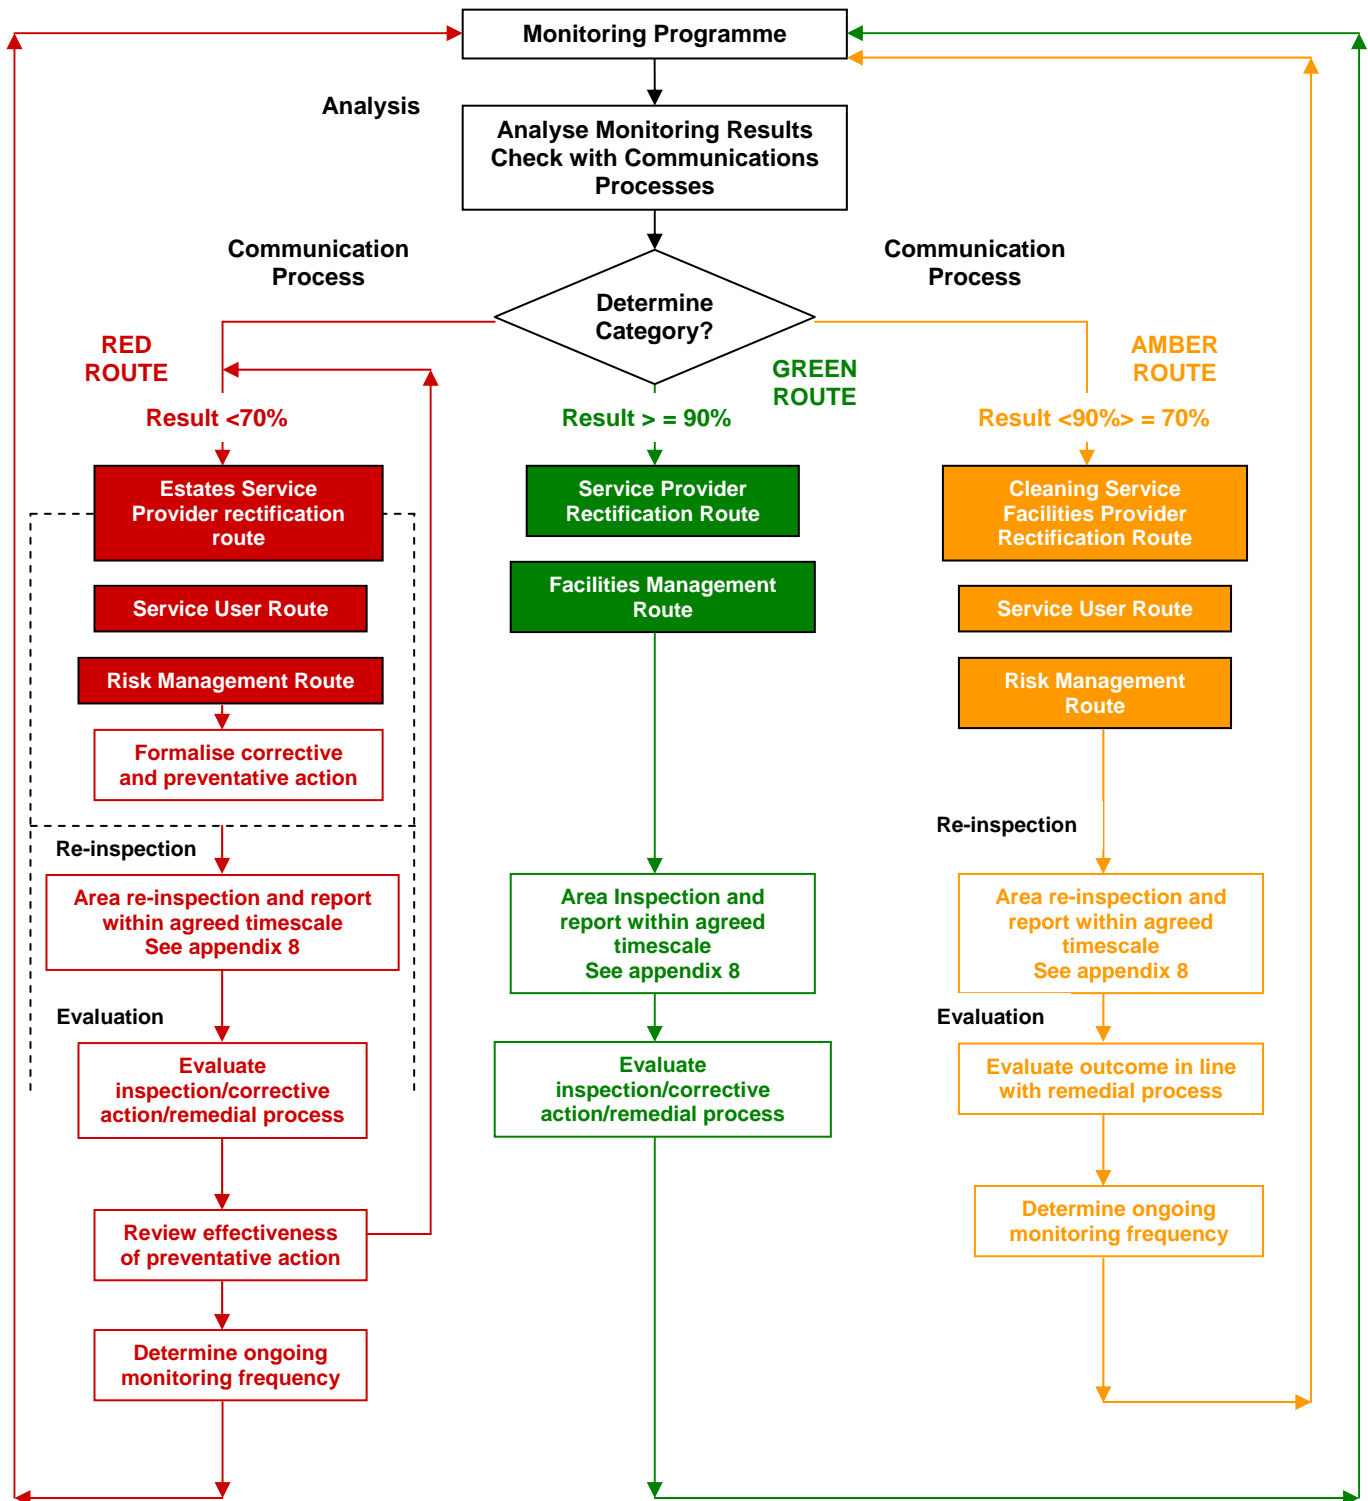 Monitoring Programme
Analysis
Analyse Monitoring Results
Check with Communications
Processes
Communication
Process
Communication
Process
Determine
Category?
RED
ROUTE
GREEN
ROUTE
AMBER
ROUTE
Result <70%
Result > = 90%
Result <90%> = 70%
Estates Service
Provider rectification
route
Service User Route
Risk Management Route
Formalise corrective
and preventative action
Re-inspection
Area re-inspection and report
within agreed timescale
See appendix 8
Evaluation
Evaluate
inspection/corrective
action/remedial process
Review effectiveness
of preventative action
Determine ongoing
monitoring frequency
Service Provider
Rectification Route
Facilities Management
Route
Area Inspection and
report within agreed
timescale
See appendix 8
Evaluate
inspection/corrective
action/remedial process
Cleaning Service
Facilities Provider
Rectification Route
Service User Route
Risk Management
Route
Re-inspection
Area re-inspection and
report within agreed
timescale
See appendix 8
Evaluation
Evaluate outcome in line
with remedial process
Determine ongoing
monitoring frequency